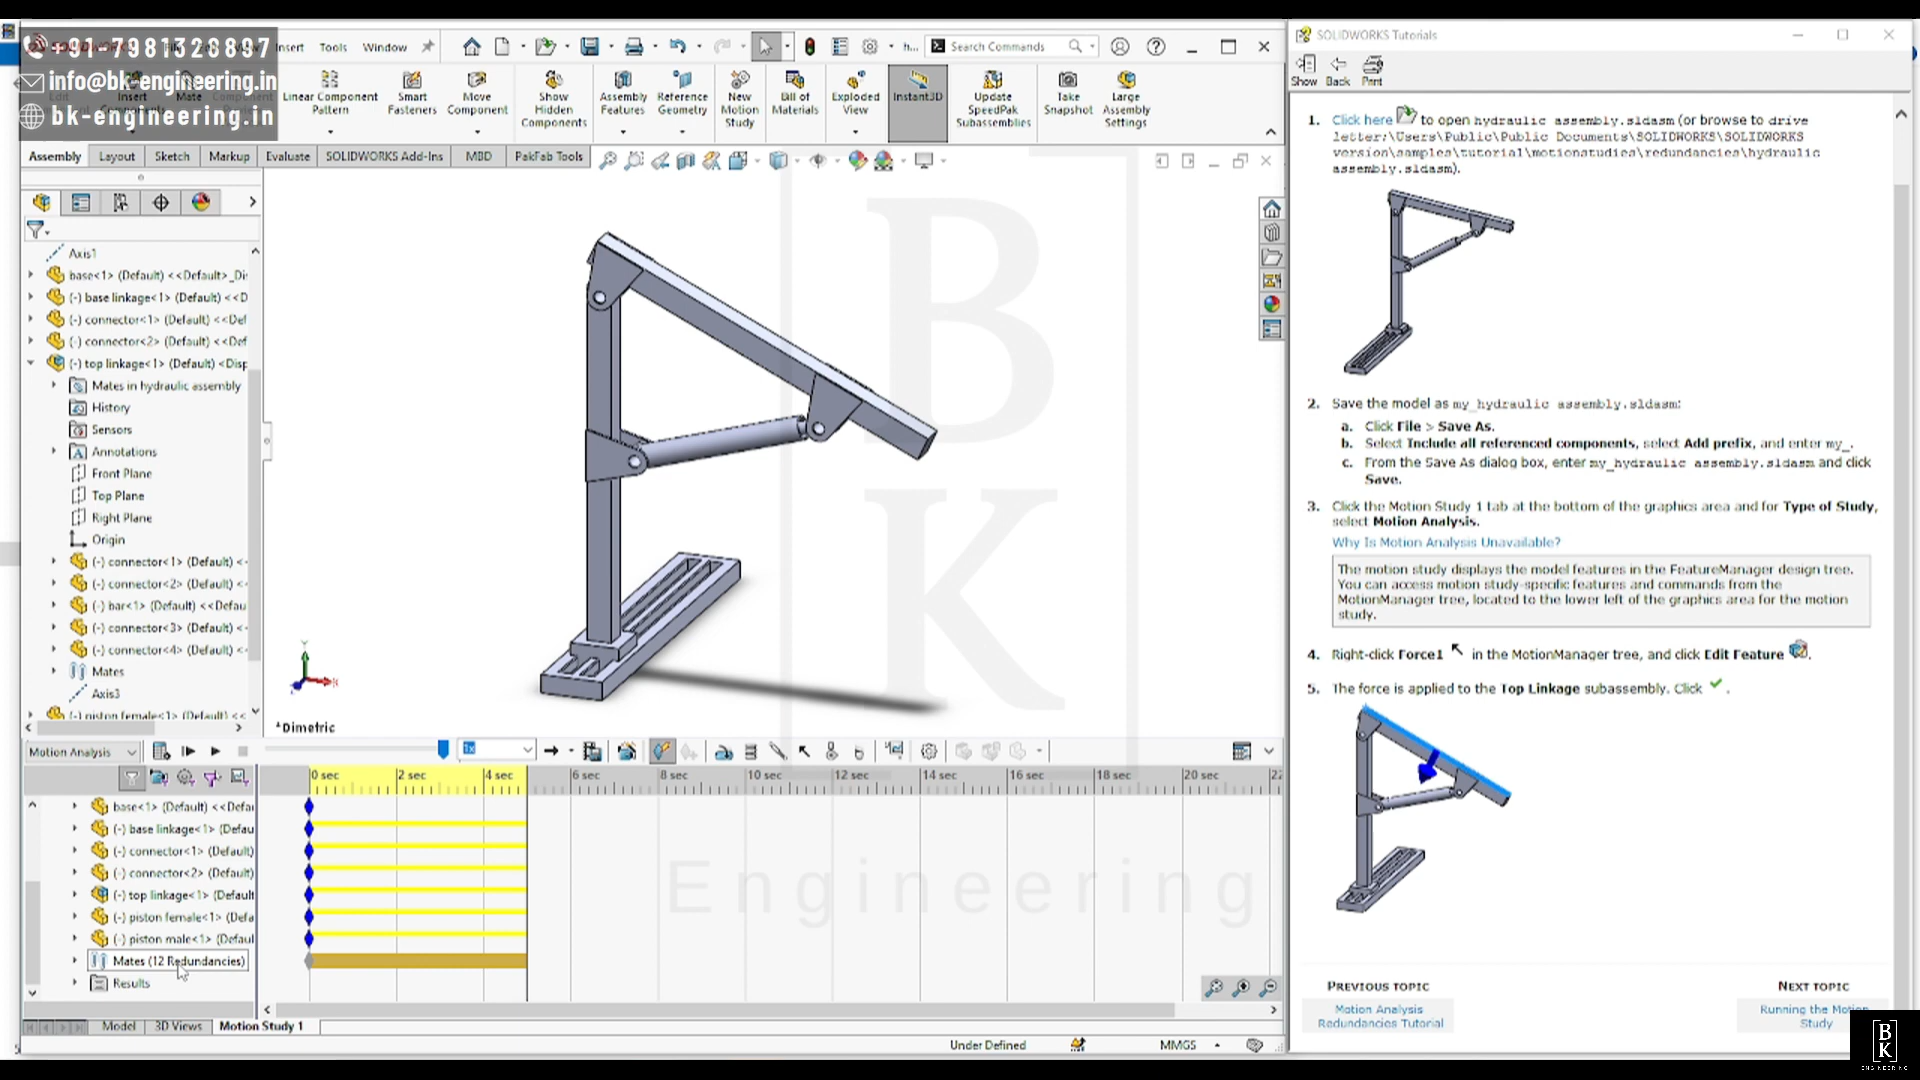 +91-7981328897
info@bk-engineering.in
bk-engineering.in
Insert
Tools
Window
h...
Search Commands
Insert
Components
Mate
Linear Component
Pattern
Smart
Fasteners
Move
Component
Show
Hidden
Components
Assembly
Features
Reference
Geometry
New
Motion
Study
Bill of
Materials
Exploded
View
Instant3D
Update
SpeedPak
Subassemblies
Take
Snapshot
Large
Assembly
Settings
Assembly
Layout
Sketch
Markup
Evaluate
SOLIDWORKS Add-Ins
MBD
PakFab Tools
Axis1
base<1> (Default) <<Default>_Di
(-) base linkage<1> (Default) <<D
(-) connector<1> (Default) <<Def
(-) connector<2> (Default) <<Def
(-) top linkage<1> (Default) <Disp
Mates in hydraulic assembly
History
Sensors
Annotations
Front Plane
Top Plane
Right Plane
Origin
(-) connector<1> (Default) <
(-) connector<2> (Default) <
(-) bar<1> (Default) <<Defau
(-) connector<3> (Default) <
(-) connector<4> (Default) <
Mates
Axis3
(-) piston female<1> (Default) <<
*Dimetric
B
K
Engineering
Motion Analysis
1x
0 sec
2 sec
4 sec
6 sec
8 sec
10 sec
12 sec
14 sec
16 sec
18 sec
20 sec
22
base<1> (Default) <<Defa
(-) base linkage<1> (Defau
(-) connector<1> (Default)
(-) connector<2> (Default)
(-) top linkage<1> (Default
(-) piston female<1> (Defa
(-) piston male<1> (Defaul
Mates (12 Redundancies)
Results
Model
3D Views
Motion Study 1
Under Defined
MMGS
SOLIDWORKS Tutorials
Show
Back
Print
1. Click here to open hydraulic assembly.sldasm (or browse to drive
letter:\Users\Public\Public Documents\SOLIDWORKS\SOLIDWORKS
version\samples\tutorial\motionstudies\redundancies\hydraulic
assembly.sldasm).
2. Save the model as my_hydraulic assembly.sldasm:
a. Click File > Save As.
b. Select Include all referenced components, select Add prefix, and enter my_.
c. From the Save As dialog box, enter my_hydraulic assembly.sldasm and click
Save.
3. Click the Motion Study 1 tab at the bottom of the graphics area and for Type of Study,
select Motion Analysis.
Why Is Motion Analysis Unavailable?
The motion study displays the model features in the FeatureManager design tree.
You can access motion study-specific features and commands from the
MotionManager tree, located to the lower left of the graphics area for the motion
study.
4. Right-click Force1 in the MotionManager tree, and click Edit Feature .
5. The force is applied to the Top Linkage subassembly. Click .
PREVIOUS TOPIC
Motion Analysis
Redundancies Tutorial
NEXT TOPIC
Running the Motion
Study
B
K
ENGINEERING